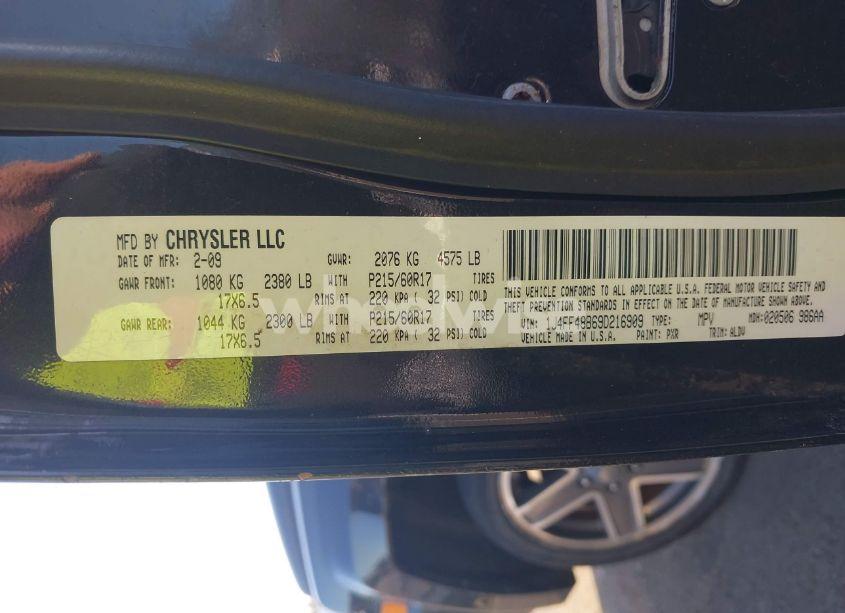 MFD BY CHRYSLER LLC
DATE OF MFR: 2-09 GVWR: 2076 KG 4575 LB
GAWR FRONT: 1080 KG 2380 LB WITH P215/60R17 TIRES
17X6.5 RIMS AT 220 KPA ( 32 PSI) COLD
GAWR REAR: 1044 KG 2300 LB WITH P215/60R17 TIRES
17X6.5 RIMS AT 220 KPA ( 32 PSI) COLD
THIS VEHICLE CONFORMS TO ALL APPLICABLE U.S.A. FEDERAL MOTOR VEHICLE SAFETY AND
THEFT PREVENTION STANDARDS IN EFFECT ON THE DATE OF MANUFACTURE SHOWN ABOVE.
VIN: 1J4FF48B69D216909 TYPE: MPV MDH: 020506 986AA
VEHICLE MADE IN U.S.A. PAINT: PXR TRIM: ALDV